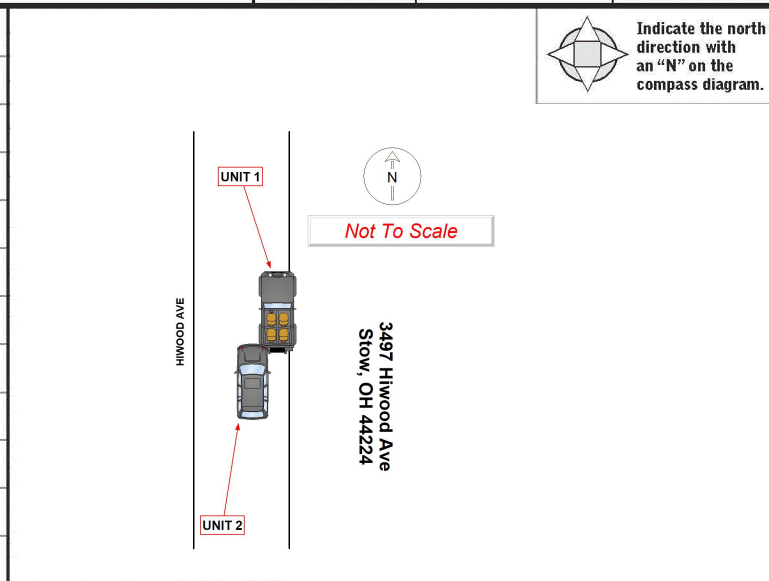 Indicate the north
direction with
an “N” on the
compass diagram.
UNIT 1
N
Not To Scale
HIWOOD AVE
3497 Hiwood Ave
Stow, OH 44224
UNIT 2